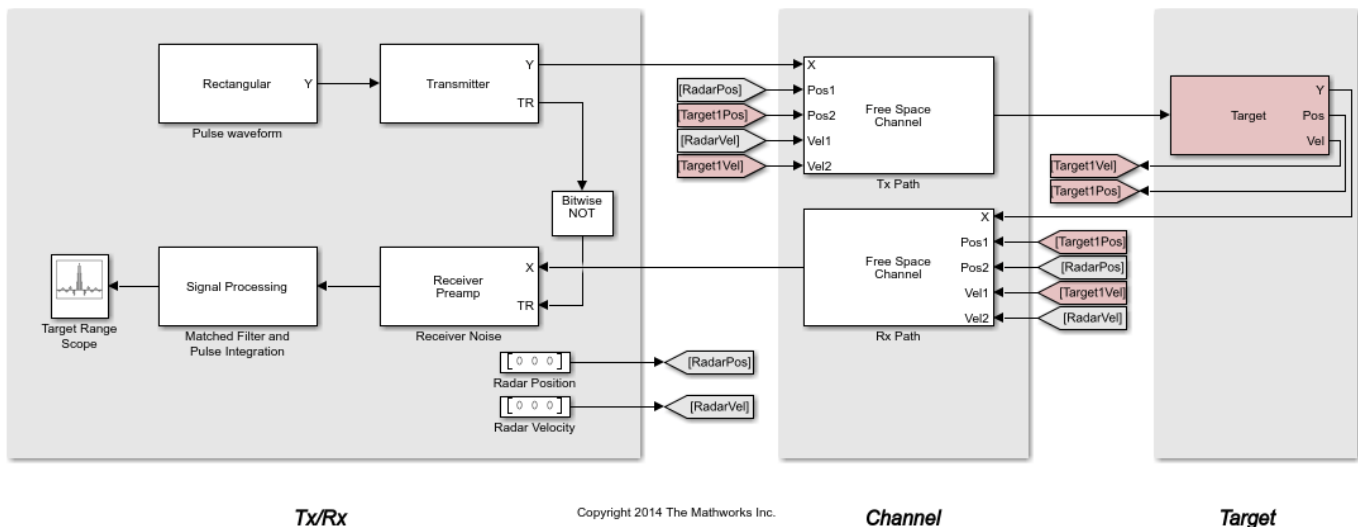 Rectangular
Y
Pulse waveform
Transmitter
Y
TR
Bitwise
NOT
Target Range
Scope
Signal Processing
Matched Filter and
Pulse Integration
Receiver
Preamp
X
TR
Receiver Noise
[0 0 0]
Radar Position
[RadarPos]
[0 0 0]
Radar Velocity
[RadarVel]
Tx/Rx
[RadarPos]
[Target1Pos]
[RadarVel]
[Target1Vel]
X
Pos1
Pos2
Vel1
Vel2
Free Space
Channel
Tx Path
Free Space
Channel
X
Pos1
Pos2
Vel1
Vel2
Rx Path
[Target1Pos]
[RadarPos]
[Target1Vel]
[RadarVel]
Channel
Target
Y
Pos
Vel
[Target1Vel]
[Target1Pos]
Target
Copyright 2014 The Mathworks Inc.